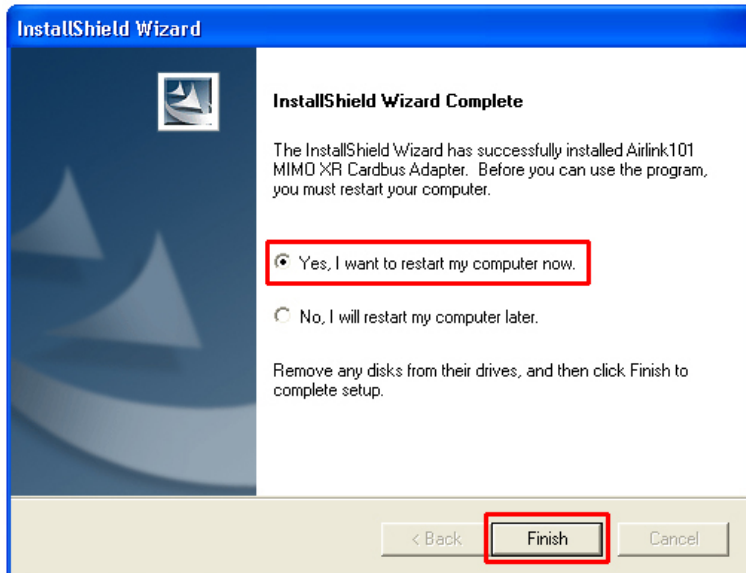 InstallShield Wizard
InstallShield Wizard Complete
The InstallShield Wizard has successfully installed Airlink101
MIMO XR Cardbus Adapter.  Before you can use the program,
you must restart your computer.
Yes, I want to restart my computer now.
No, I will restart my computer later.
Remove any disks from their drives, and then click Finish to
complete setup.
< Back
Finish
Cancel